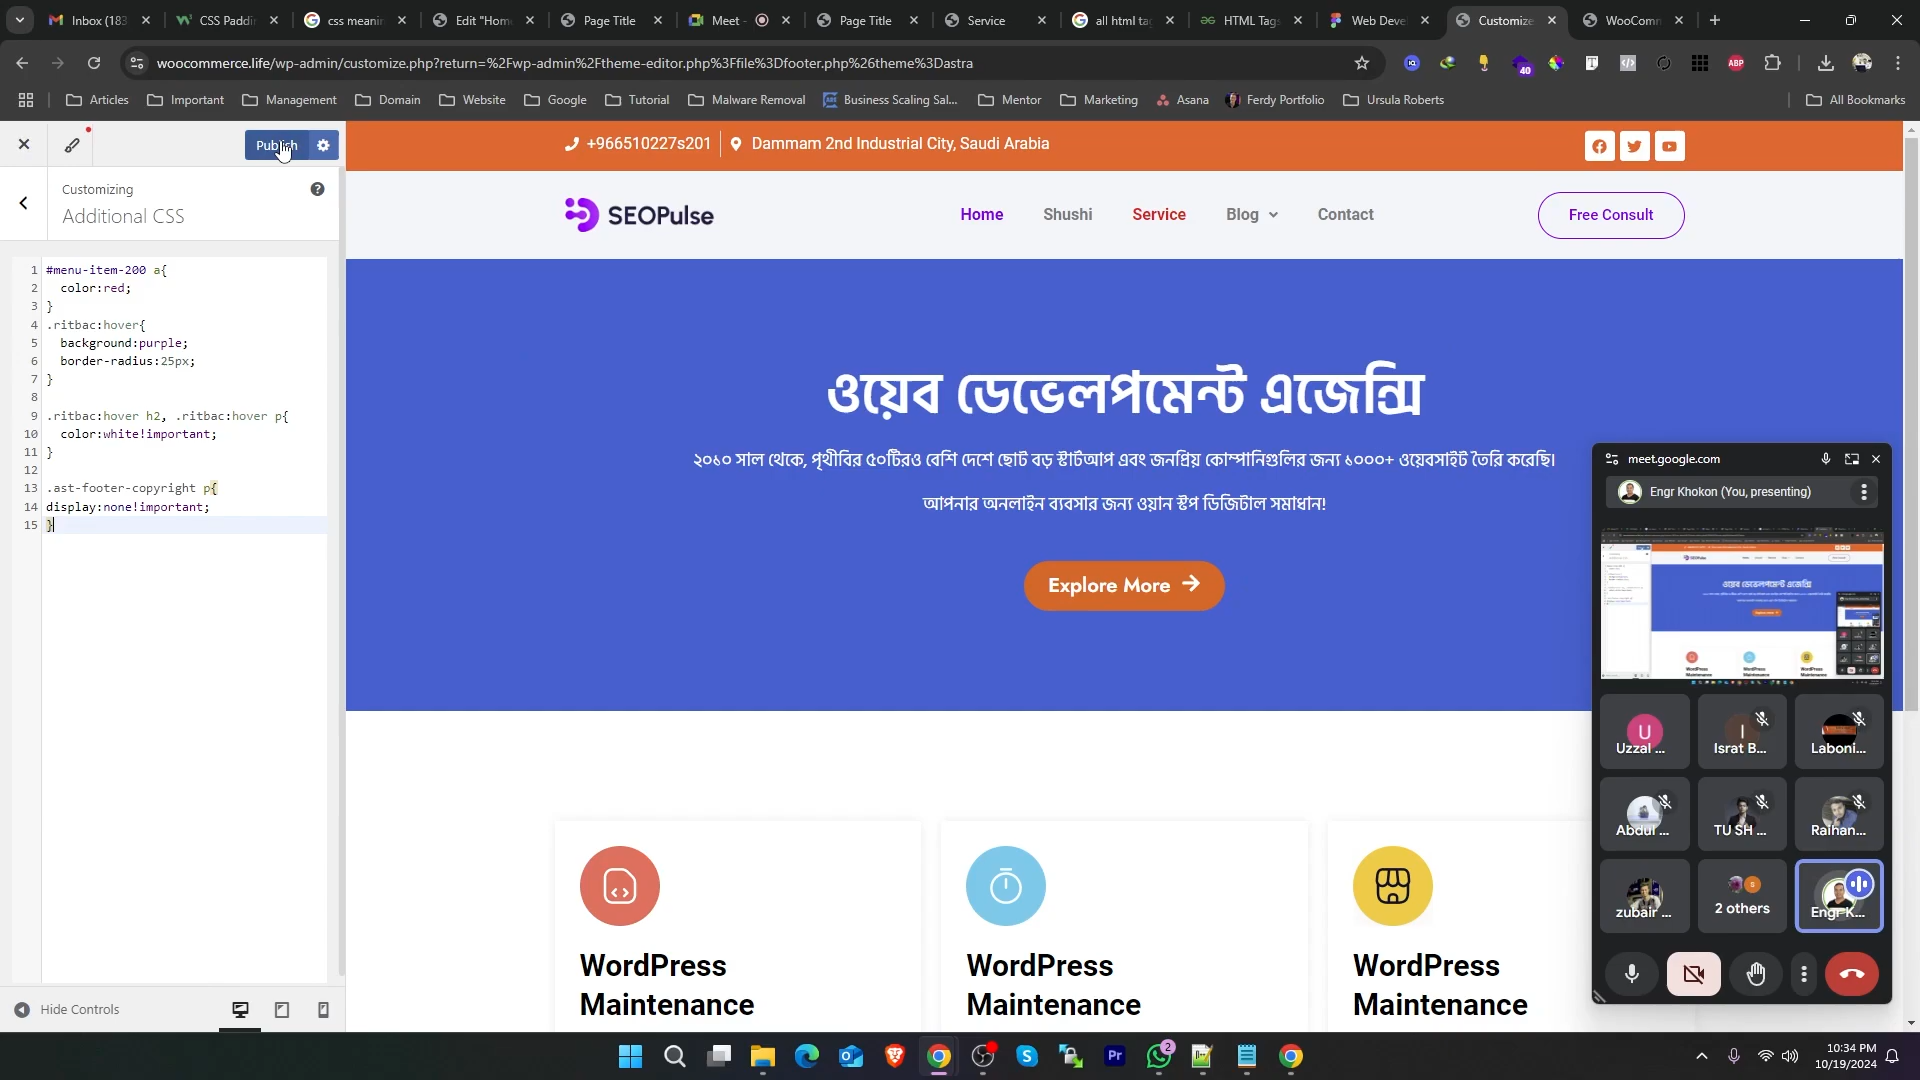 Inbox (183
CSS Paddi
css meanin
Edit "Hom
Page Title
Meet -
Page Title
Service
all html tag
HTML Tags
Web Deve
Customize
WooComm
woocommerce.life/wp-admin/customize.php?return=%2Fwp-admin%2Ftheme-editor.php%3Ffile%3Dfooter.php%26theme%3Dastra
40
ABP
Articles
Important
Management
Domain
Website
Google
Tutorial
Malware Removal
Business Scaling Sal...
Mentor
Marketing
Asana
Ferdy Portfolio
Ursula Roberts
All Bookmarks
Publish
Customizing
Additional CSS
1 #menu-item-200 a{
2 color:red;
3 }
4 .ritbac:hover{
5 background:purple;
6 border-radius:25px;
7 }
8
9 .ritbac:hover h2, .ritbac:hover p{
10 color:white!important;
11 }
12
13 .ast-footer-copyright p{
14 display:none!important;
15 }
Hide Controls
+966510227s201
Dammam 2nd Industrial City, Saudi Arabia
SEOPulse
Home
Shushi
Service
Blog
Contact
Free Consult
ওয়েব ডেভেলপমেন্ট এজেন্সি
২০১০ সাল থেকে, পৃথীবির ৫০টিরও বেশি দেশে ছোট বড় স্টার্টআপ এবং জনপ্রিয় কোম্পানিগুলির জন্য ১০০০+ ওয়েবসাইট তৈরি করেছি।
আপনার অনলাইন ব্যবসার জন্য ওয়ান স্টপ ডিজিটাল সমাধান!
Explore More
WordPress
Maintenance
WordPress
Maintenance
WordPress
Maintenance
meet.google.com
Engr Khokon (You, presenting)
U
Uzzal ...
I
Israt B...
Laboni...
Abdul ...
TU SH ...
Raihan...
zubair ...
S
2 others
Engr K...
Pr
2
10:34 PM
10/19/2024